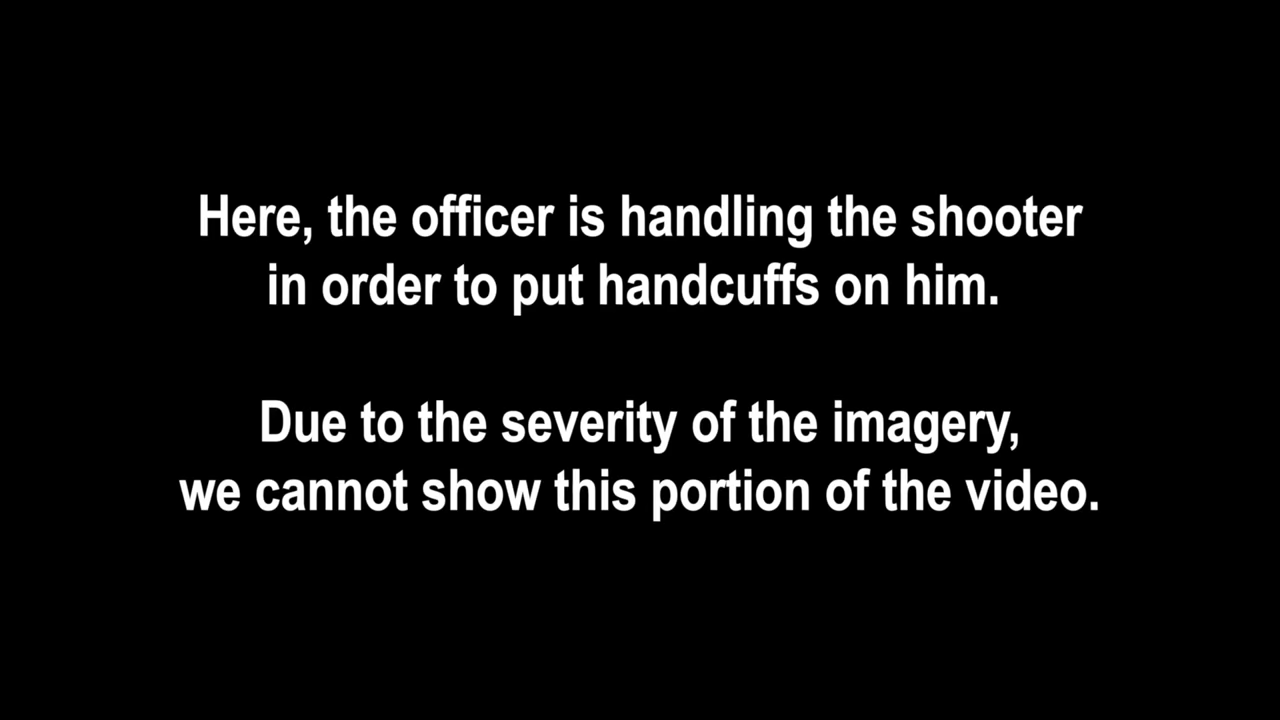 Here, the officer is handling the shooter
in order to put handcuffs on him.
Due to the severity of the imagery,
we cannot show this portion of the video.